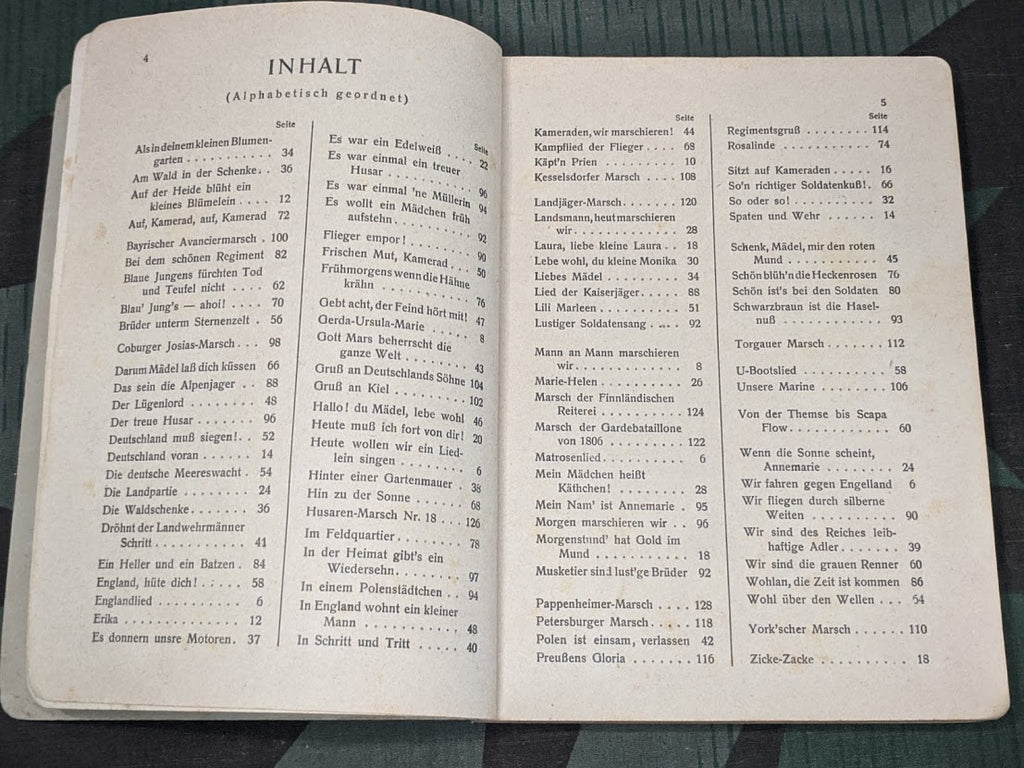 4
INHALT
(Alphabetisch geordnet)
Seite
Als in deinem kleinen Blumen-
garten . . . . . . . . . . . 34
Am Wald in der Schenke. . 36
Auf der Heide blüht ein
kleines Blümelein . . . . 12
Auf, Kamerad, auf, Kamerad 72
Bayrischer Avanciermarsch . 100
Bei dem schönen Regiment 82
Blaue Jungens fürchten Tod
und Teufel nicht . . . . . 62
Blau' Jung's — ahoi! . . . . 70
Brüder unterm Sternenzelt . 56
Coburger Josias-Marsch. . . 98
Darum Mädel laß dich küssen 66
Das sein die Alpenjager . . 88
Der Lügenlord . . . . . . . 48
Der treue Husar . . . . . . 96
Deutschland muß siegen!. . 52
Deutschland voran . . . . . 14
Die deutsche Meereswacht . 54
Die Landpartie . . . . . . . 24
Die Waldschenke. . . . . . . 36
Dröhnt der Landwehrmänner
Schritt . . . . . . . . . . . 41
Ein Heller und ein Batzen . 84
England, hüte dich! . . . . 58
Englandlied . . . . . . . . . 6
Erika . . . . . . . . . . . . 12
Es donnern unsre Motoren. 37
Seite
Es war ein Edelweiß . . . . 22
Es war einmal ein treuer
Husar . . . . . . . . . . . 96
Es war einmal 'ne Müllerin 94
Es wollt ein Mädchen früh
aufstehn. . . . . . . . . . 92
Flieger empor! . . . . . . . 90
Frischen Mut, Kamerad. . . 50
Frühmorgens wenn die Hähne
krähn . . . . . . . . . . . 76
Gebt acht, der Feind hört mit! 47
Gerda-Ursula-Marie . . . . . 8
Gott Mars beherrscht die
ganze Welt . . . . . . . . 43
Gruß an Deutschlands Söhne 104
Gruß an Kiel . . . . . . . . 102
Hallo! du Mädel, lebe wohl 46
Heute muß ich fort von dir! 20
Heute wollen wir ein Lied-
lein singen . . . . . . . . 6
Hinter einer Gartenmauer . 38
Hin zu der Sonne . . . . . 68
Husaren-Marsch Nr. 18 . . . 126
Im Feldquartier. . . . . . . 78
In der Heimat gibt's ein
Wiedersehn. . . . . . . . . 97
In einem Polenstädtchen . . 94
In England wohnt ein kleiner
Mann . . . . . . . . . . . 48
In Schritt und Tritt . . . . . 40
5
Seite
Kameraden, wir marschieren! 44
Kampflied der Flieger . . . 68
Käpt'n Prien . . . . . . . . 10
Kesselsdorfer Marsch . . . . 108
Landjäger-Marsch. . . . . . . 120
Landsmann, heut marschieren
wir. . . . . . . . . . . . . 28
Laura, liebe kleine Laura . . 18
Lebe wohl, du kleine Monika 30
Liebes Mädel . . . . . . . . 34
Lied der Kaiserjäger. . . . . 88
Lili Marleen . . . . . . . . 51
Lustiger Soldatensang . . . . 92
Mann an Mann marschieren
wir. . . . . . . . . . . . . 8
Marie-Helen . . . . . . . . . 26
Marsch der Finnländischen
Reiterei . . . . . . . . . . 124
Marsch der Gardebataillone
von 1806 . . . . . . . . . 122
Matrosenlied. . . . . . . . . 6
Mein Mädchen heißt
Käthchen! . . . . . . . . . 28
Mein Nam' ist Annemarie . 95
Morgen marschieren wir . . 96
Morgenstund' hat Gold im
Mund . . . . . . . . . . . 18
Musketier sind lust'ge Brüder 92
Pappenheimer-Marsch . . . . 128
Petersburger Marsch. . . . . 118
Polen ist einsam, verlassen 42
Preußens Gloria . . . . . . . 116
Seite
Regimentsgruß . . . . . . . . 114
Rosalinde . . . . . . . . . . 74
Sitzt auf Kameraden . . . . . 16
So'n richtiger Soldatenkuß!. 66
So oder so! . . . . . . . . . 32
Spaten und Wehr . . . . . . 14
Schenk, Mädel, mir den roten
Mund . . . . . . . . . . . 45
Schön blüh'n die Heckenrosen 76
Schön ist's bei den Soldaten 80
Schwarzbraun ist die Hasel-
nuß . . . . . . . . . . . . 93
Torgauer Marsch . . . . . . . 112
U-Bootslied . . . . . . . . . 58
Unsere Marine . . . . . . . . 106
Von der Themse bis Scapa
Flow. . . . . . . . . . . . 60
Wenn die Sonne scheint,
Annemarie . . . . . . . . . 24
Wir fahren gegen Engelland 6
Wir fliegen durch silberne
Weiten . . . . . . . . . . 90
Wir sind des Reiches leib-
haftige Adler. . . . . . . . 39
Wir sind die grauen Renner 60
Wohlan, die Zeit ist kommen 86
Wohl über den Wellen . . . 54
York'scher Marsch . . . . . . 110
Zicke-Zacke . . . . . . . . . 18